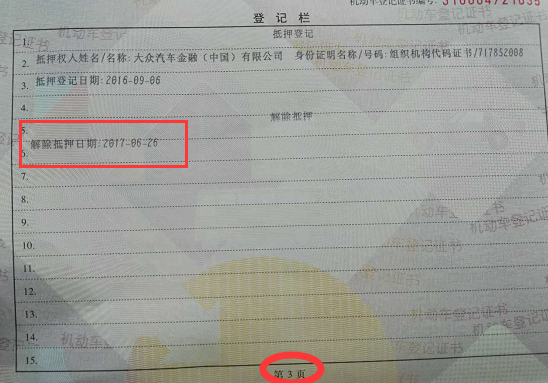 机动车登记证书编号:
登记栏
1. 抵押登记
2. 抵押权人姓名/名称:大众汽车金融(中国)有限公司 身份证明名称/号码:组织机构代码证书/717852008
3. 抵押登记日期:2016-09-06
4.
解除抵押
5.
解除抵押日期:2017-06-26
6.
7.
8.
9.
10.
11.
12.
13.
14.
15.
第 3 页